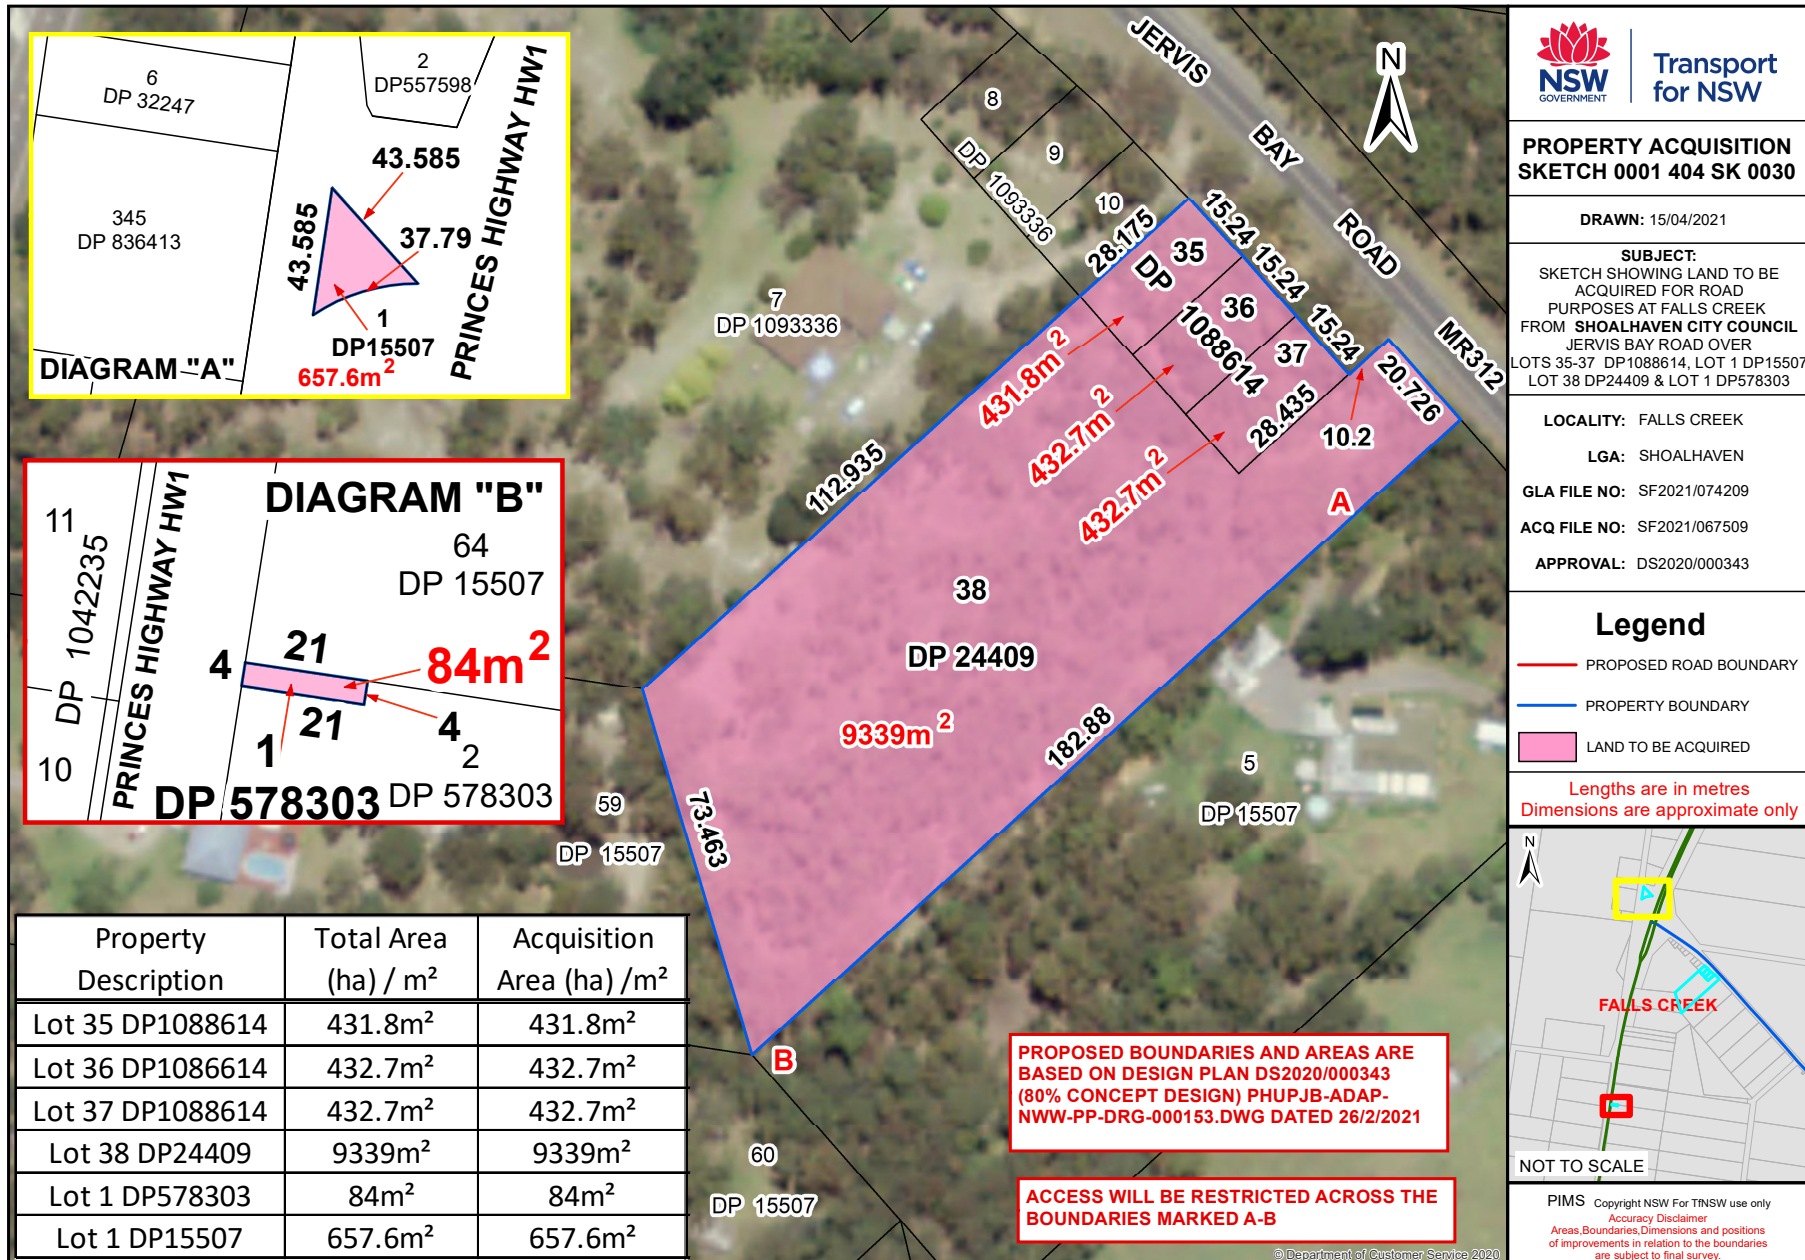 6
DP 32247
2
DP557598
345
DP 836413
43.585
43.585
37.79
1
DP15507
657.6m²
PRINCES HIGHWAY HW1
DIAGRAM "A"
DIAGRAM "B"
11
DP 1042235
10
PRINCES HIGHWAY HW1
64
DP 15507
4
21
84m²
21
4
1
DP 578303
2
DP 578303
JERVIS BAY ROAD MR312
N
8
9
10
DP 1093336
7
DP 1093336
28.175
15.24
15.24
15.24
35
36
37
DP 1088614
431.8m²
432.7m²
432.7m²
28.435
10.2
20.726
A
112.935
38
DP 24409
9339m²
182.88
73.463
B
5
DP 15507
59
DP 15507
60
DP 15507
Property Description | Total Area (ha) / m² | Acquisition Area (ha) /m²
Lot 35 DP1088614 | 431.8m² | 431.8m²
Lot 36 DP1086614 | 432.7m² | 432.7m²
Lot 37 DP1088614 | 432.7m² | 432.7m²
Lot 38 DP24409 | 9339m² | 9339m²
Lot 1 DP578303 | 84m² | 84m²
Lot 1 DP15507 | 657.6m² | 657.6m²
PROPOSED BOUNDARIES AND AREAS ARE
BASED ON DESIGN PLAN DS2020/000343
(80% CONCEPT DESIGN) PHUPJB-ADAP-
NWW-PP-DRG-000153.DWG DATED 26/2/2021
ACCESS WILL BE RESTRICTED ACROSS THE
BOUNDARIES MARKED A-B
© Department of Customer Service 2020
NSW
GOVERNMENT
Transport
for NSW
PROPERTY ACQUISITION
SKETCH 0001 404 SK 0030
DRAWN: 15/04/2021
SUBJECT:
SKETCH SHOWING LAND TO BE
ACQUIRED FOR ROAD
PURPOSES AT FALLS CREEK
FROM SHOALHAVEN CITY COUNCIL
JERVIS BAY ROAD OVER
LOTS 35-37 DP1088614, LOT 1 DP15507
LOT 38 DP24409 & LOT 1 DP578303
LOCALITY: FALLS CREEK
LGA: SHOALHAVEN
GLA FILE NO: SF2021/074209
ACQ FILE NO: SF2021/067509
APPROVAL: DS2020/000343
Legend
PROPOSED ROAD BOUNDARY
PROPERTY BOUNDARY
LAND TO BE ACQUIRED
Lengths are in metres
Dimensions are approximate only
N
FALLS CREEK
NOT TO SCALE
PIMS Copyright NSW For TfNSW use only
Accuracy Disclaimer
Areas,Boundaries,Dimensions and positions
of improvements in relation to the boundaries
are subject to final survey.